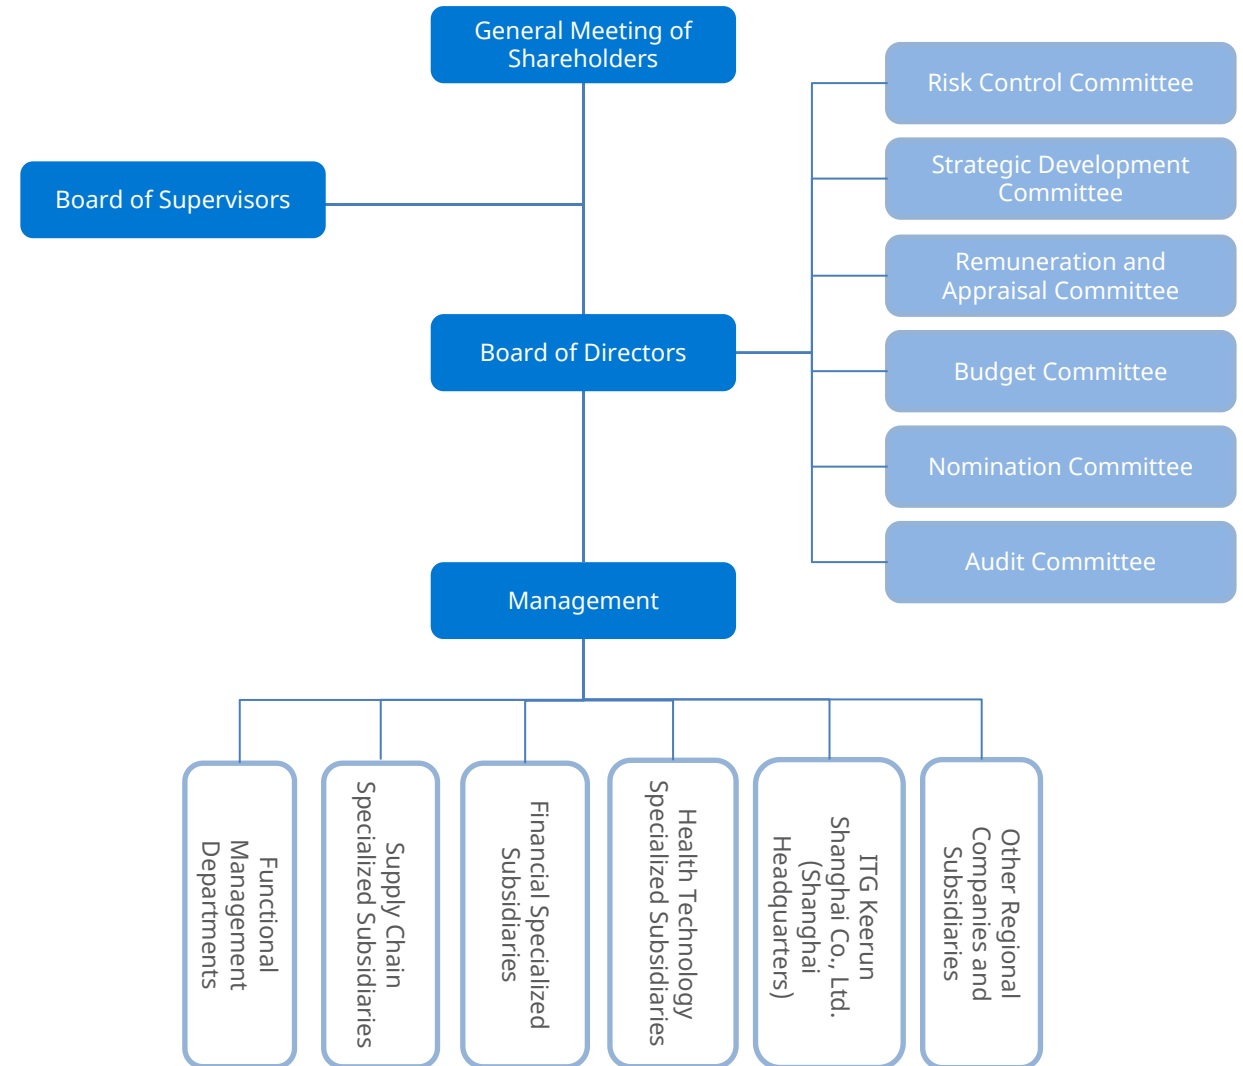 General Meeting of
Shareholders
Risk Control Committee
Strategic Development
Committee
Board of Supervisors
Remuneration and
Appraisal Committee
Board of Directors
Budget Committee
Nomination Committee
Audit Committee
Management
Functional
Management
Departments
Supply Chain
Specialized Subsidiaries
Financial Specialized
Subsidiaries
Health Technology
Specialized Subsidiaries
ITG Keerun
Shanghai Co., Ltd.
(Shanghai
Headquarters)
Other Regional
Companies and
Subsidiaries